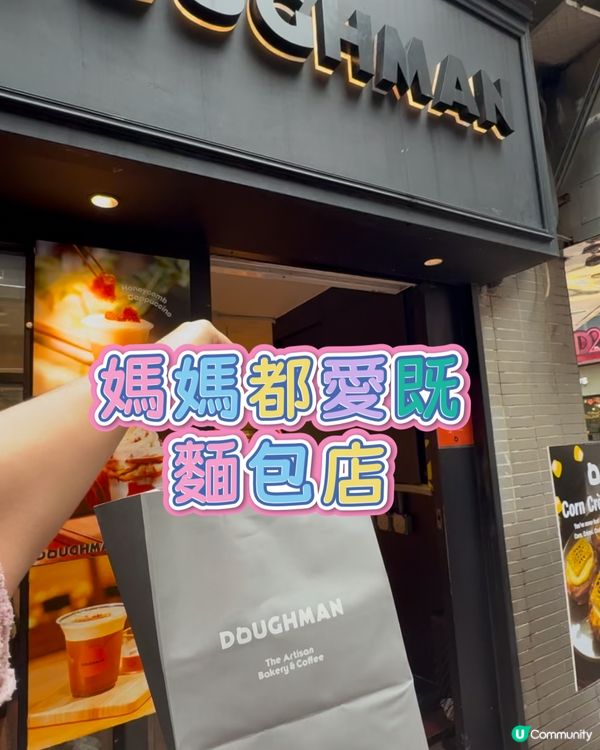 DOUGHMAN
Honeycomb
Cappuccino
媽媽都愛既
麵包店
DOUGHMAN
DOUGHMAN
The Artisan
Bakery & Coffee
Corn
U Community